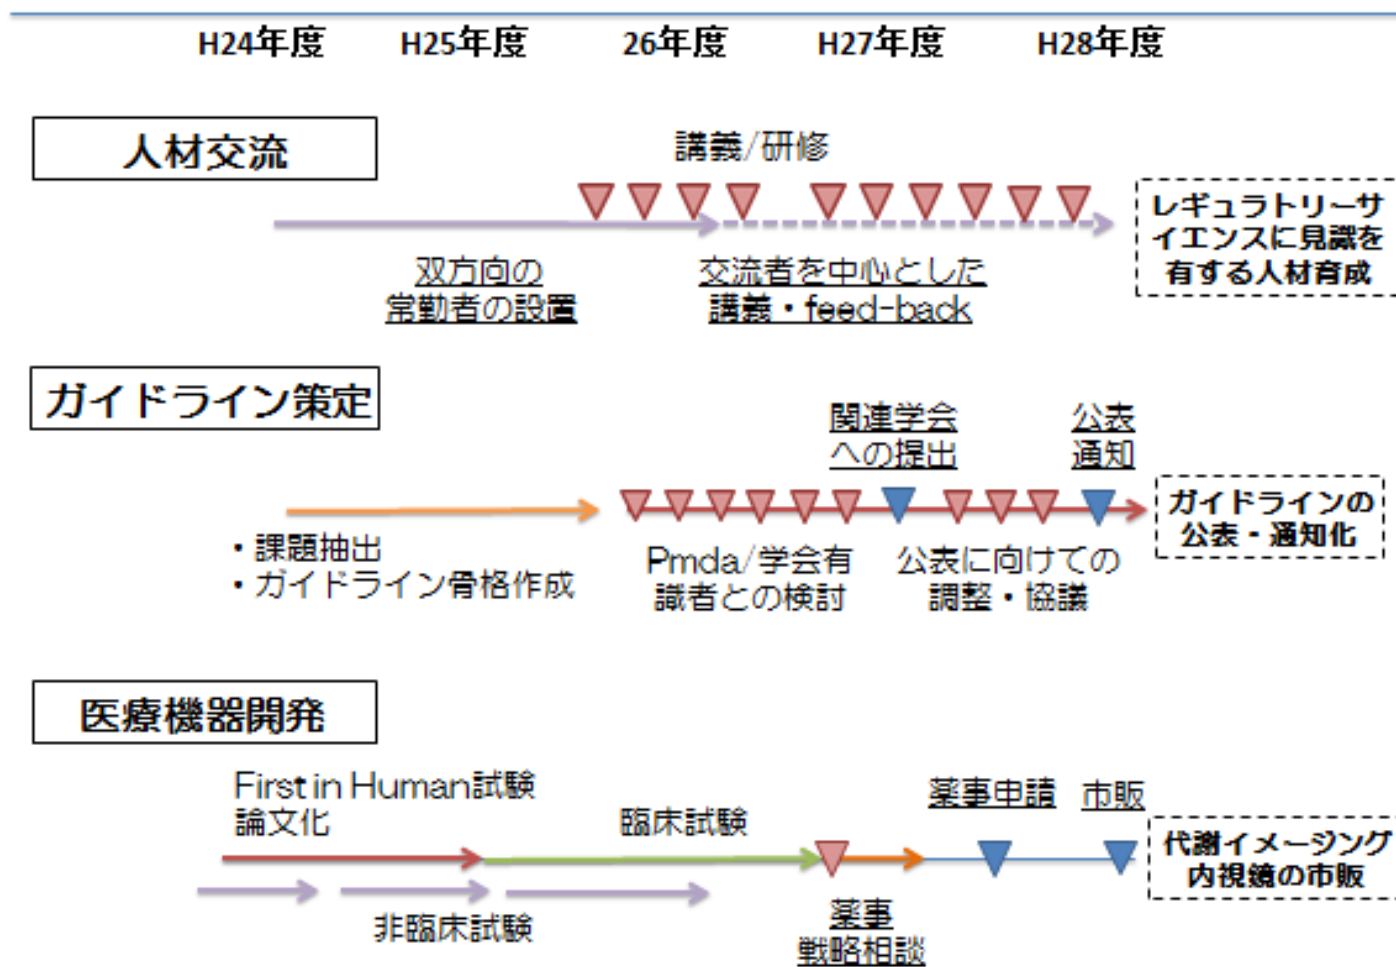 H24年度 H25年度 26年度 H27年度 H28年度
人材交流
講義/研修
双方向の
常勤者の設置
交流者を中心とした
講義・feed-back
レギュラトリーサ
イエンスに見識を
有する人材育成
ガイドライン策定
関連学会
への提出
公表
通知
・課題抽出
・ガイドライン骨格作成
Pmda/学会有
識者との検討
公表に向けての
調整・協議
ガイドラインの
公表・通知化
医療機器開発
First in Human試験
論文化
臨床試験
薬事申請
市販
非臨床試験
薬事
戦略相談
代謝イメージング
内視鏡の市販